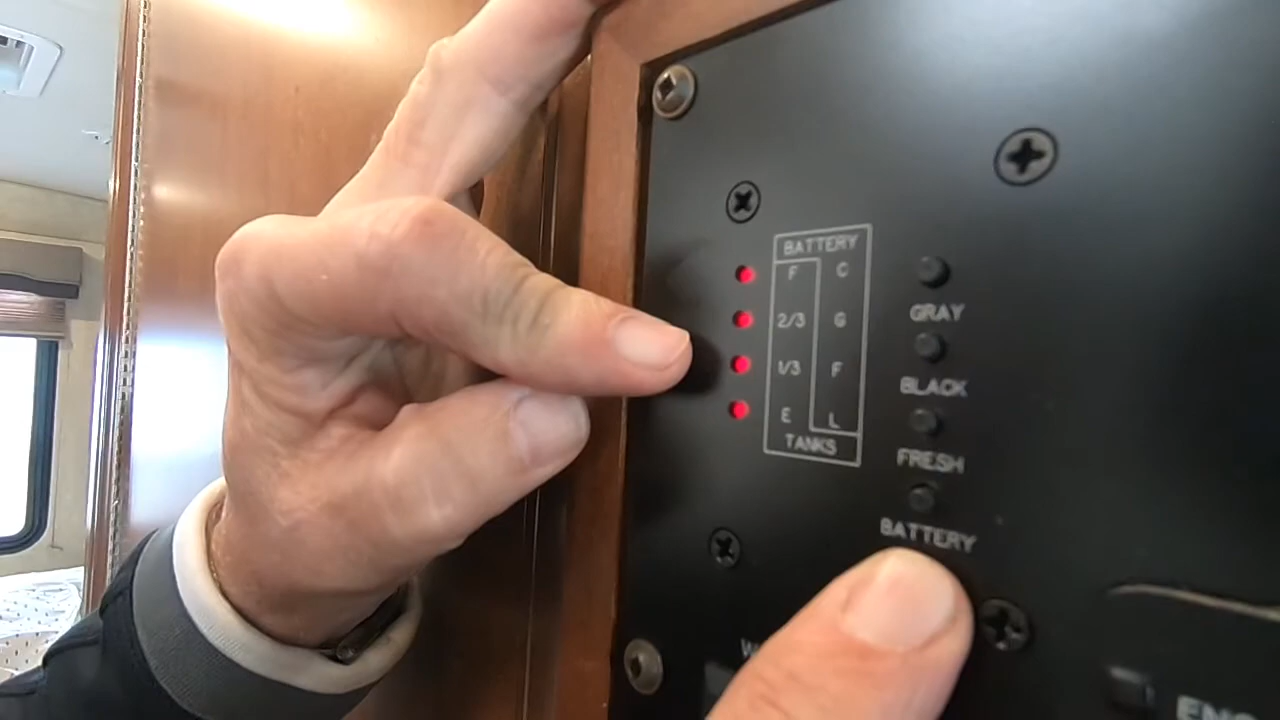 BATTERY
F C
2/3 G
1/3 F
E L
TANKS
GRAY
BLACK
FRESH
BATTERY